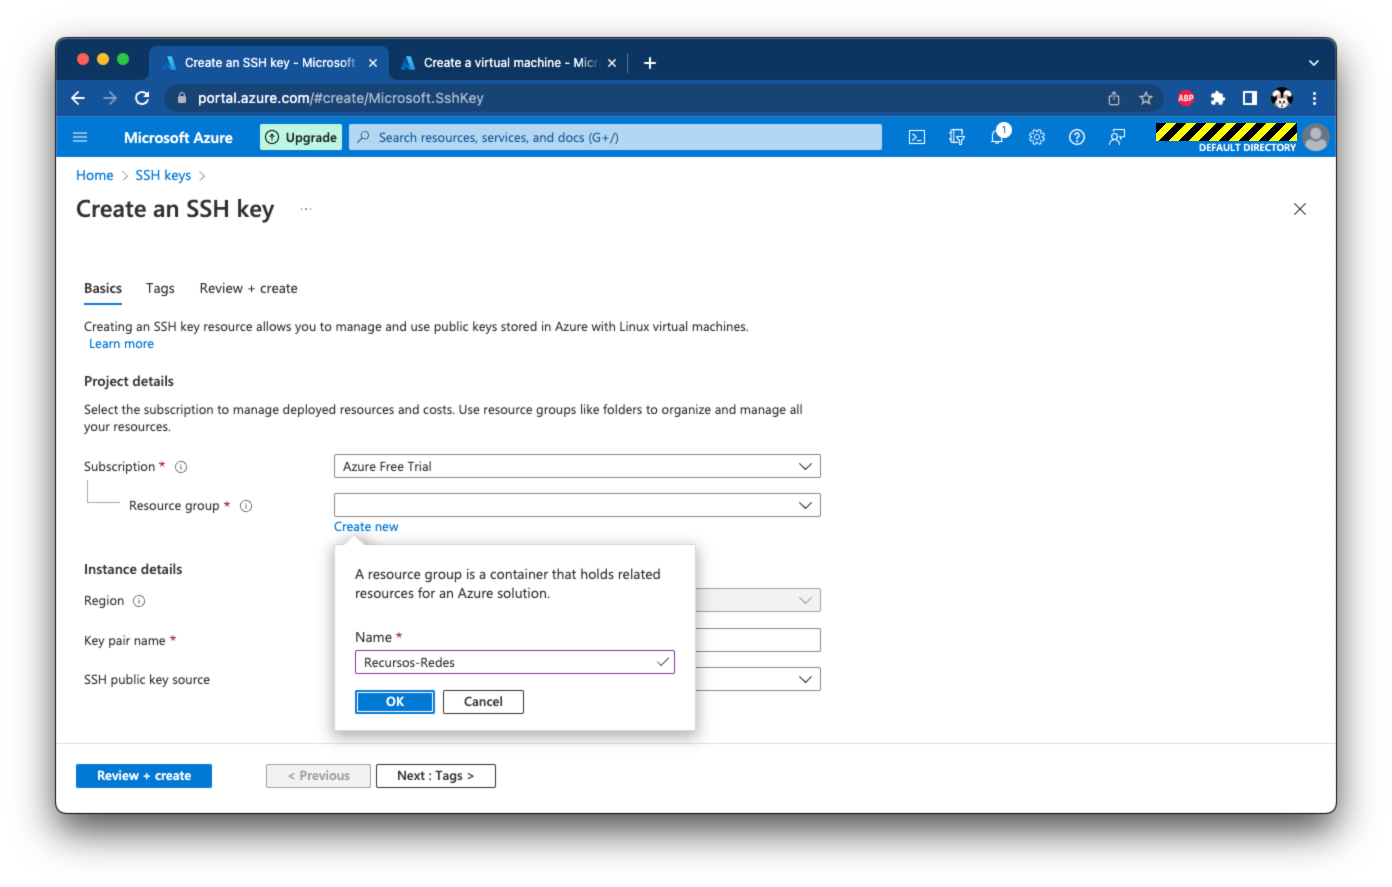 Create an SSH key - Microsoft
Create a virtual machine - Micr
portal.azure.com/#create/Microsoft.SshKey
ABP
Microsoft Azure
Upgrade
Search resources, services, and docs (G+/)
1
DEFAULT DIRECTORY
Home > SSH keys >
Create an SSH key ...
Basics Tags Review + create
Creating an SSH key resource allows you to manage and use public keys stored in Azure with Linux virtual machines.
Learn more
Project details
Select the subscription to manage deployed resources and costs. Use resource groups like folders to organize and manage all
your resources.
Subscription *
Azure Free Trial
Resource group *
Create new
A resource group is a container that holds related
resources for an Azure solution.
Name *
Recursos-Redes
OK
Cancel
Instance details
Region
Key pair name *
SSH public key source
Review + create
< Previous
Next : Tags >